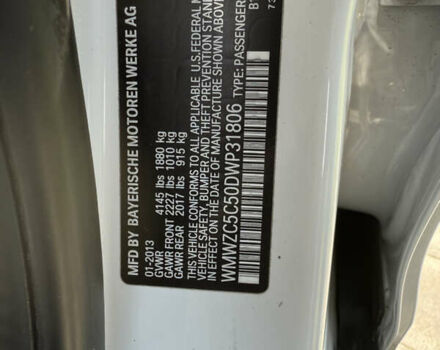 MFD BY BAYERISCHE MOTOREN WERKE AG
01-2013
GVWR 4145 lbs 1880 kg
GAWR FRONT 2227 lbs 1010 kg
GAWR REAR 2017 lbs 915 kg
THIS VEHICLE CONFORMS TO ALL APPLICABLE U.S. FEDERAL
VEHICLE SAFETY, BUMPER AND THEFT PREVENTION
EFFECT ON THE DATE OF MANUFACTURE SHOWN ABOVE
WMWZC5C50DWP31806 TYPE: PASSENGER